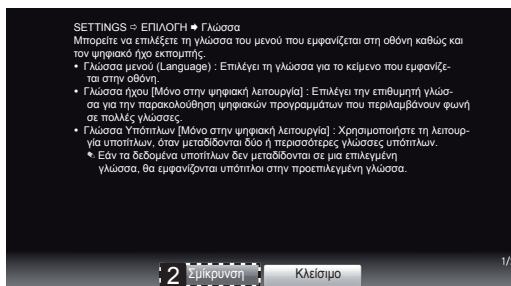 SETTINGS ⇨ ΕΠΙΛΟΓΗ ➧ Γλώσσα
Μπορείτε να επιλέξετε τη γλώσσα του μενού που εμφανίζεται στη οθόνη καθώς και
τον ψηφιακό ήχο εκπομπής.
• Γλώσσα μενού (Language) : Επιλέγει τη γλώσσα για το κείμενο που εμφανίζε-
ται στην οθόνη.
• Γλώσσα ήχου [Μόνο στην ψηφιακή λειτουργία] : Επιλέγει την επιθυμητή γλώσ-
σα για την παρακολούθηση ψηφιακών προγραμμάτων που περιλαμβάνουν φωνή
σε πολλές γλώσσες.
• Γλώσσα Υπότιτλων [Μόνο στην ψηφιακή λειτουργία] : Χρησιμοποιήστε τη λειτουρ-
γία υποτίτλων, όταν μεταδίδονται δύο ή περισσότερες γλώσσες υπότιτλων.
✎ Εάν τα δεδομένα υποτίτλων δεν μεταδίδονται σε μια επιλεγμένη
γλώσσα, θα εμφανίζονται υπότιτλοι στην προεπιλεγμένη γλώσσα.
1/
2 Σμίκρυνση Κλείσιμο